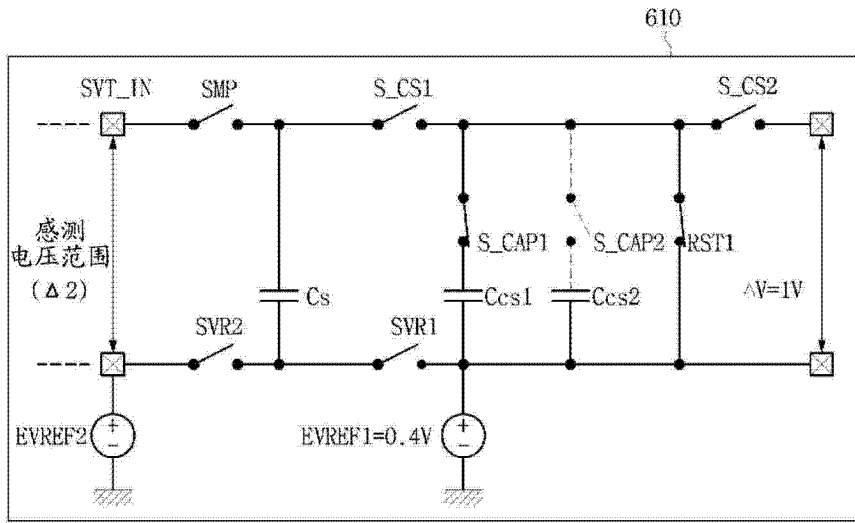 610
SVT_IN
SMP
S_CS1
S_CS2
感测
电压范围
(Δ2)
S_CAP1
S_CAP2
RST1
Cs
Ccs1
Ccs2
△V=1V
SVR2
SVR1
EVREF2
EVREF1=0.4V